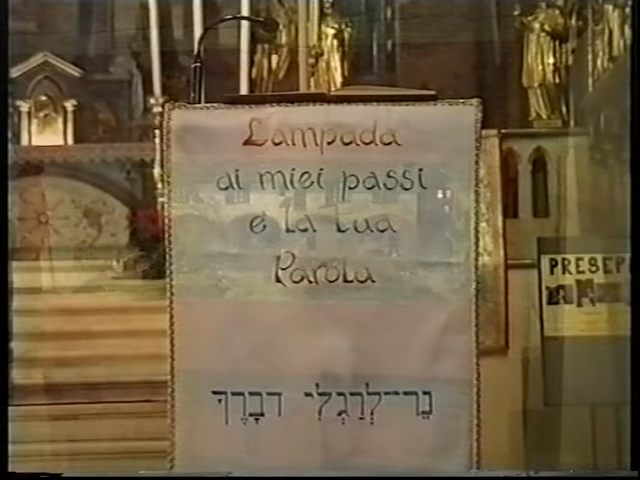 Lampada
ai miei passi
è la tua
Parola
נֵר־לְרַגְלִי דְבָרֶךָ
PRESEP